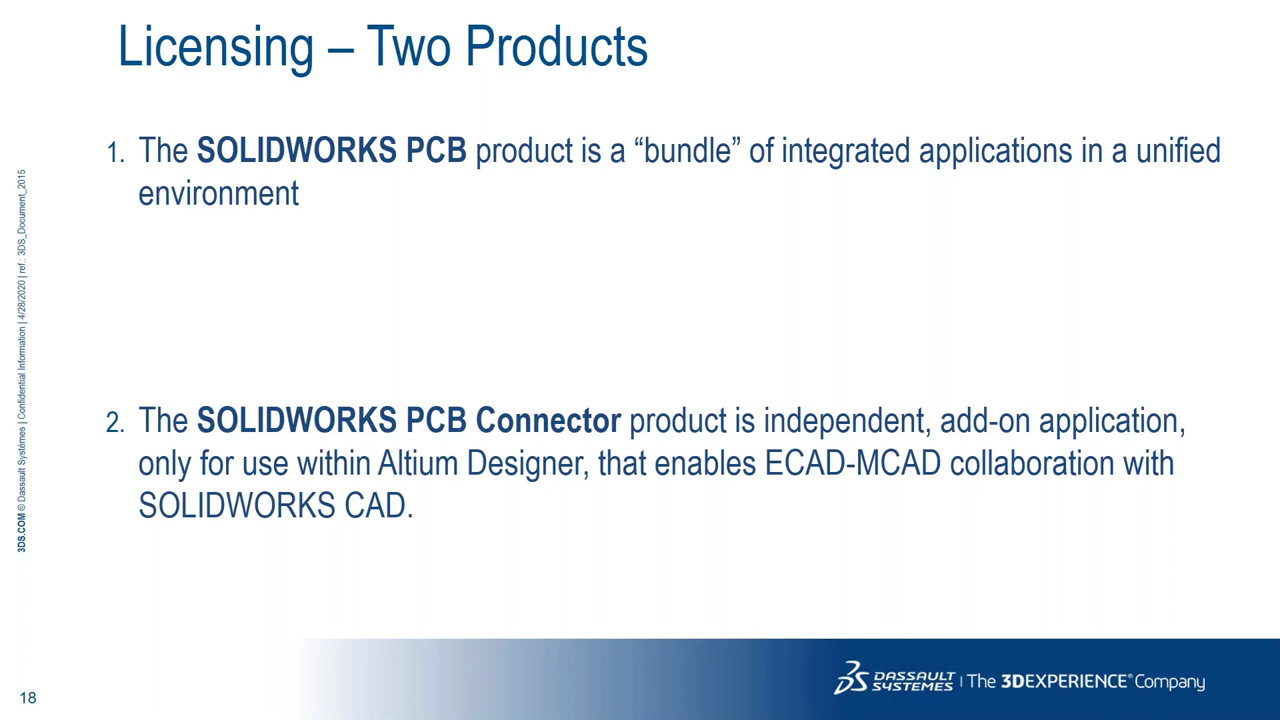 Licensing – Two Products
1. The SOLIDWORKS PCB product is a “bundle” of integrated applications in a unified
environment
2. The SOLIDWORKS PCB Connector product is independent, add-on application,
only for use within Altium Designer, that enables ECAD-MCAD collaboration with
SOLIDWORKS CAD.
3DS.COM © Dassault Systèmes | Confidential Information | 4/28/2020 | ref.: 3DS_Document_2015
18
DASSAULT
SYSTEMES | The 3DEXPERIENCE® Company